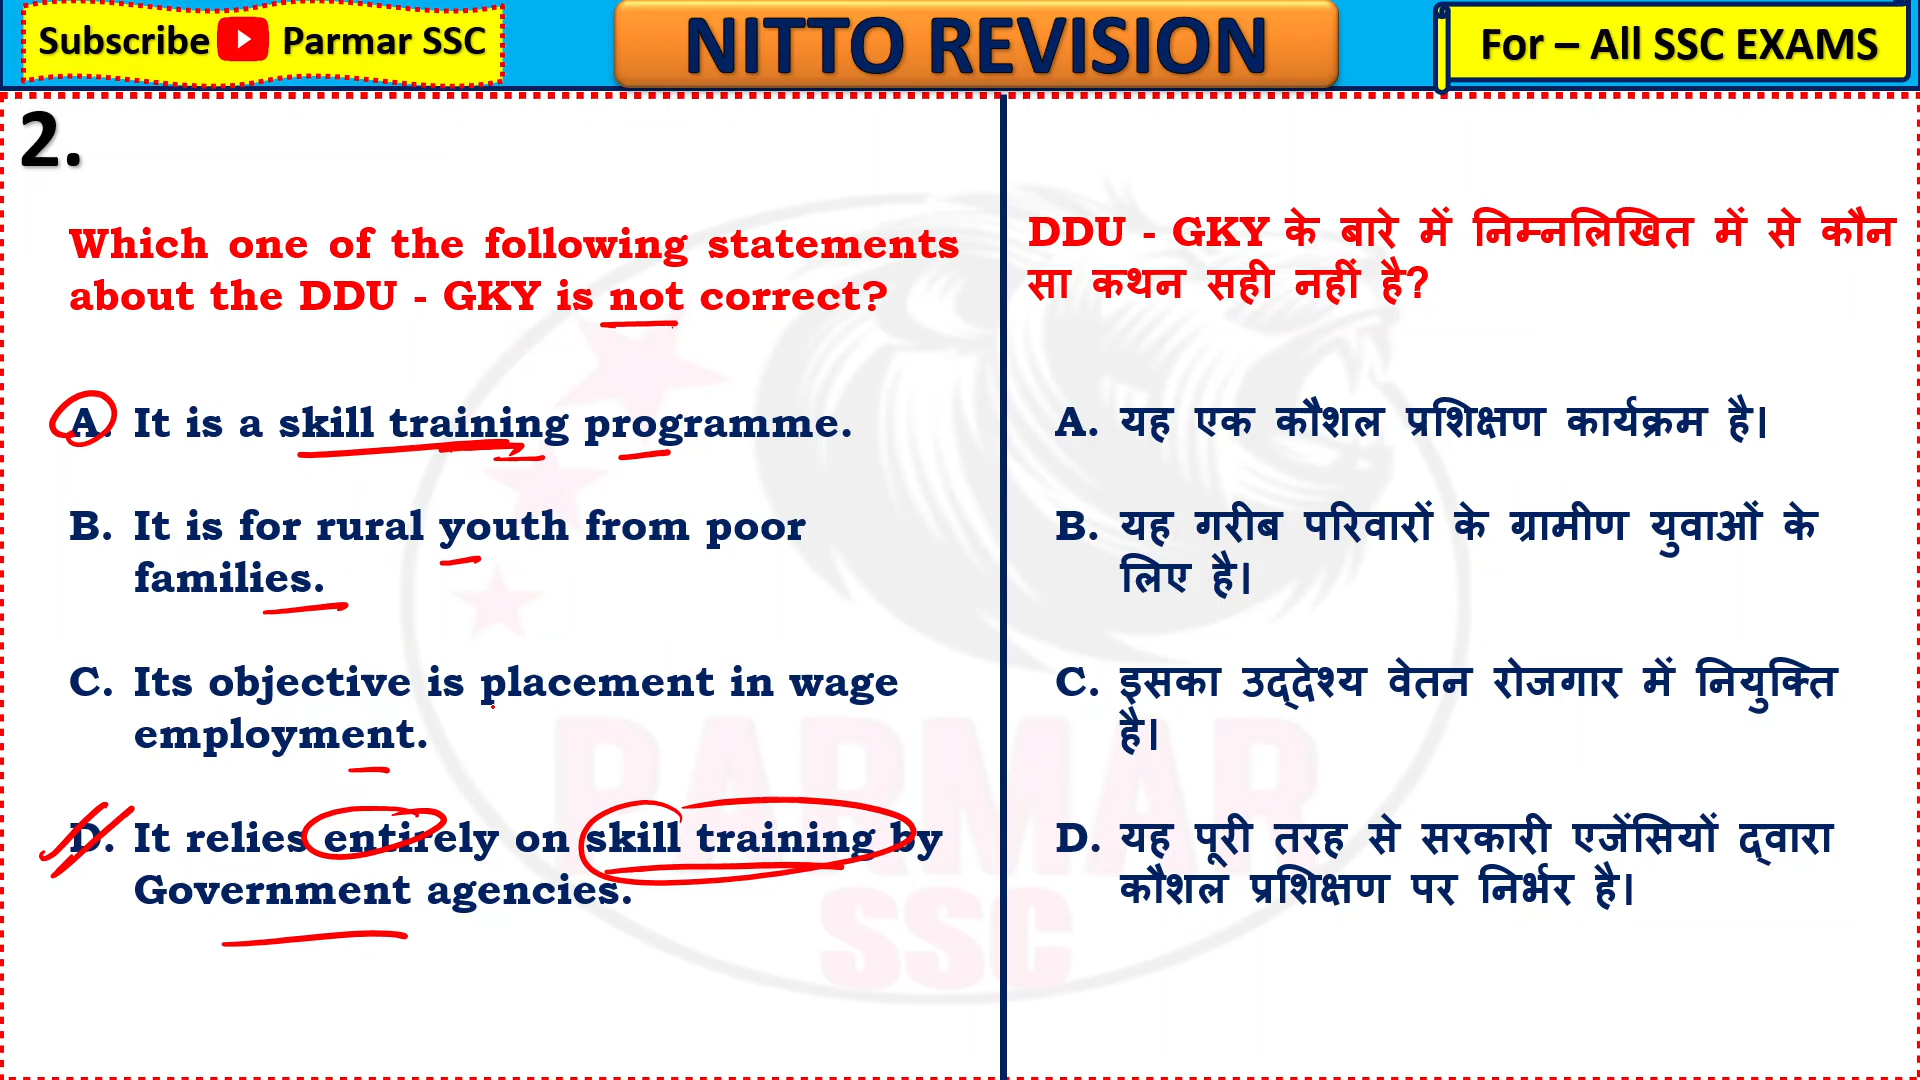 Subscribe Parmar SSC
NITTO REVISION
For – All SSC EXAMS
2.
Which one of the following statements
about the DDU - GKY is not correct?
A. It is a skill training programme.
B. It is for rural youth from poor
families.
C. Its objective is placement in wage
employment.
D. It relies entirely on skill training by
Government agencies.
DDU - GKY के बारे में निम्नलिखित में से कौन
सा कथन सही नहीं है?
A. यह एक कौशल प्रशिक्षण कार्यक्रम है।
B. यह गरीब परिवारों के ग्रामीण युवाओं के
लिए है।
C. इसका उद्देश्य वेतन रोजगार में नियुक्ति
है।
D. यह पूरी तरह से सरकारी एजेंसियों द्वारा
कौशल प्रशिक्षण पर निर्भर है।
PARMAR
SSC